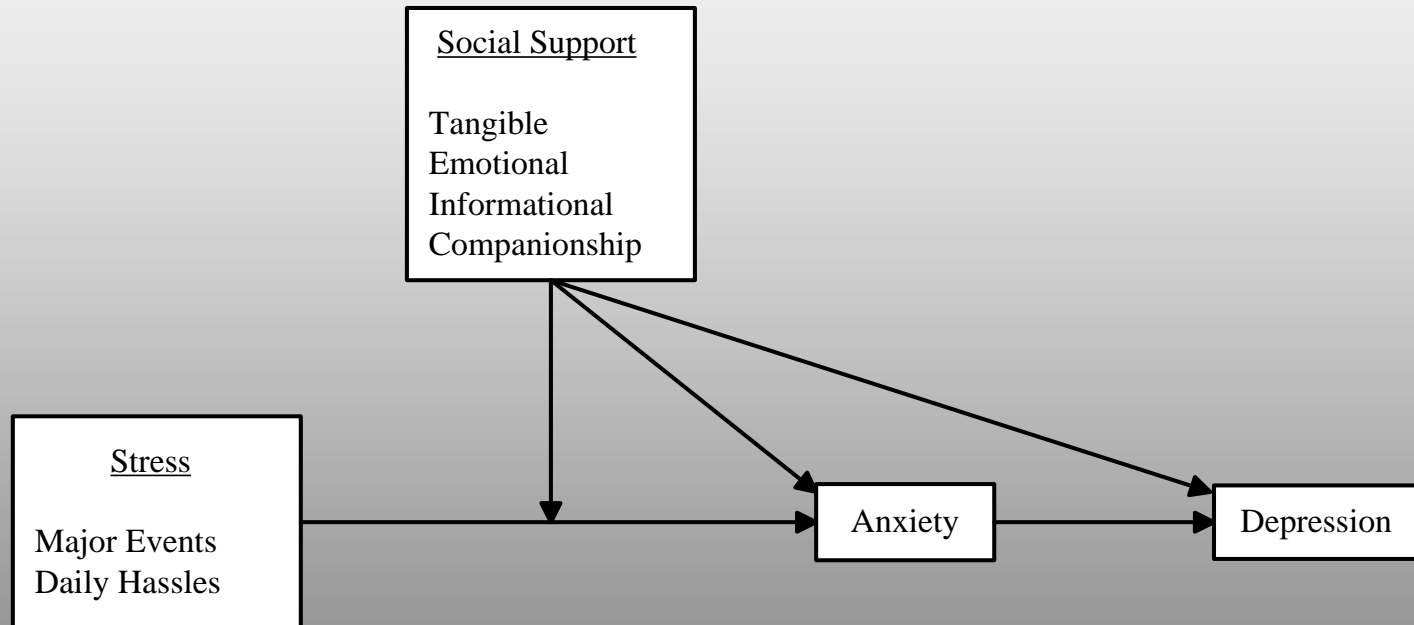 Social Support
Tangible
Emotional
Informational
Companionship
Stress
Major Events
Daily Hassles
Anxiety
Depression